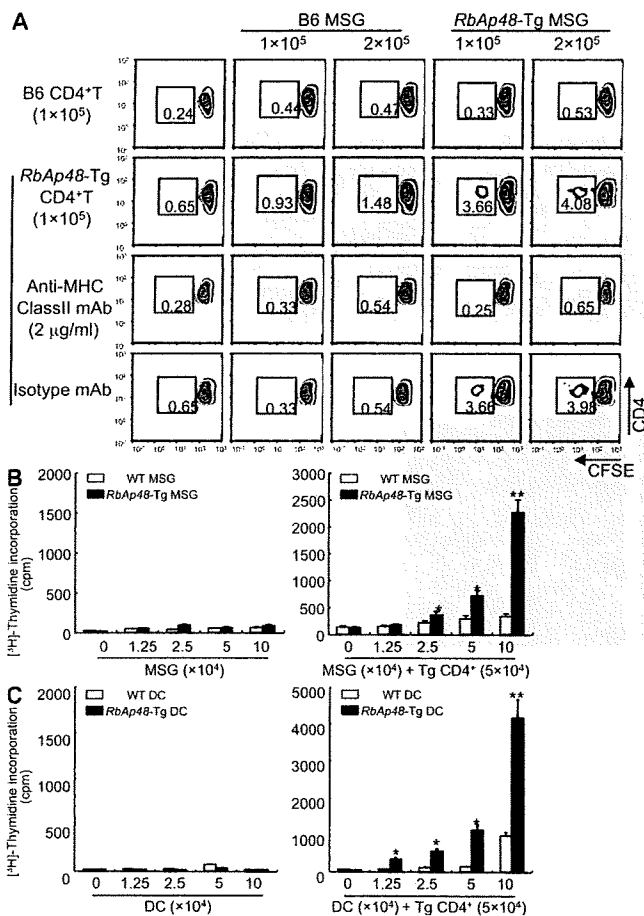 A
B6 MSG
RbAp48-Tg MSG
1×10⁵ 2×10⁵ 1×10⁵ 2×10⁵
B6 CD4⁺T
(1×10⁵)
0.24 0.44 0.47 0.33 0.53
RbAp48-Tg
CD4⁺T
(1×10⁵)
0.65 0.93 1.48 3.66 4.08
Anti-MHC
ClassII mAb
(2 µg/ml)
0.28 0.33 0.54 0.25 0.65
Isotype mAb
0.65 0.33 0.54 3.66 3.98
CD4
CFSE
B
[³H]-Thymidine incorporation
(cpm)
2000
1500
1000
500
0
WT MSG
RbAp48-Tg MSG
0 1.25 2.5 5 10
MSG (×10⁴)
3000
2500
2000
1500
1000
500
0
WT MSG
RbAp48-Tg MSG
* * **
0 1.25 2.5 5 10
MSG (×10⁴) + Tg CD4⁺ (5×10⁴)
C
[³H]-Thymidine incorporation
(cpm)
2000
1500
1000
500
0
WT DC
RbAp48-Tg DC
0 1.25 2.5 5 10
DC (×10⁴)
5000
4000
3000
2000
1000
0
WT DC
RbAp48-Tg DC
* * * **
0 1.25 2.5 5 10
DC (×10⁴) + Tg CD4⁺ (5×10⁴)